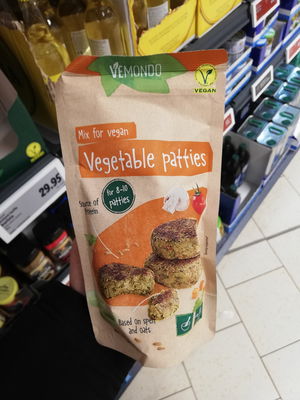 VEMONDO
VEGAN
Mix for vegan
Vegetable patties
Source of
Protein
for 8-10
patties
Based on spelt
and Oats
29.95